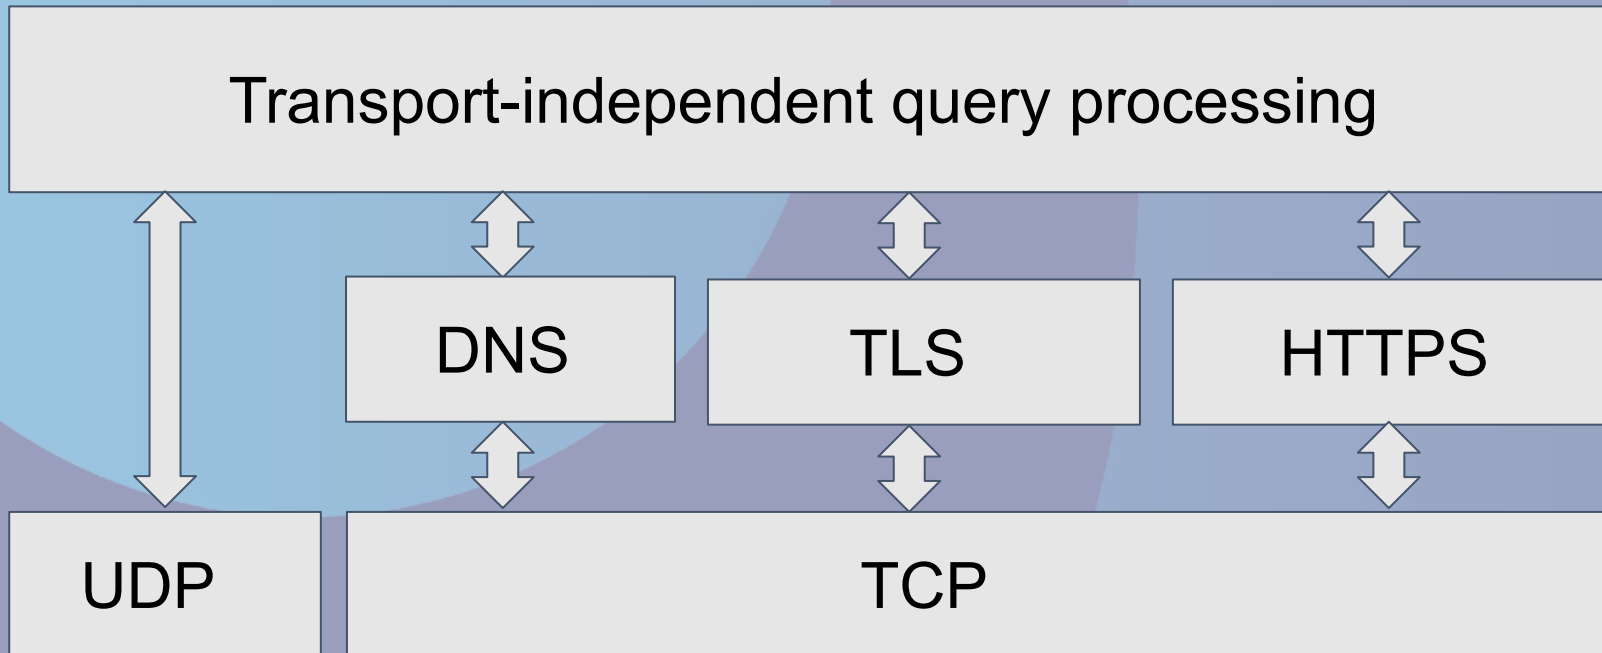 Transport-independent query processing
DNS
TLS
HTTPS
UDP
TCP